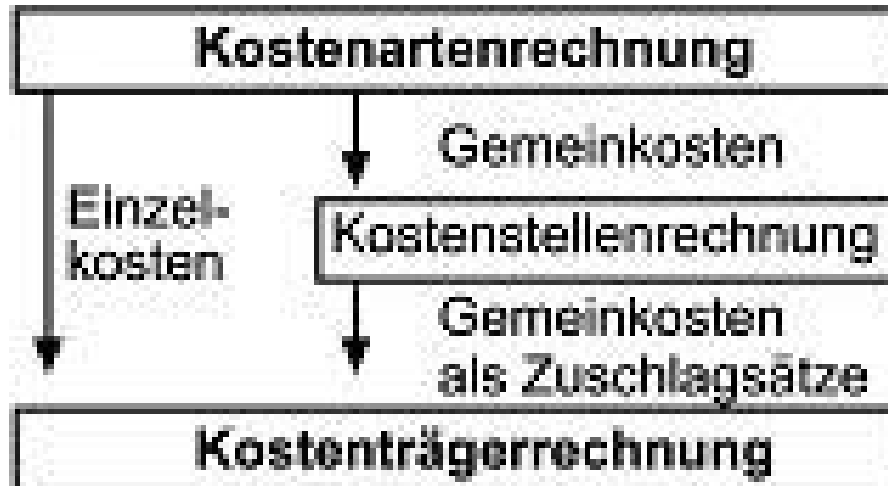 Kostenartenrechnung
Gemeinkosten
Einzel-
kosten
Kostenstellenrechnung
Gemeinkosten
als Zuschlagsätze
Kostenträgerrechnung